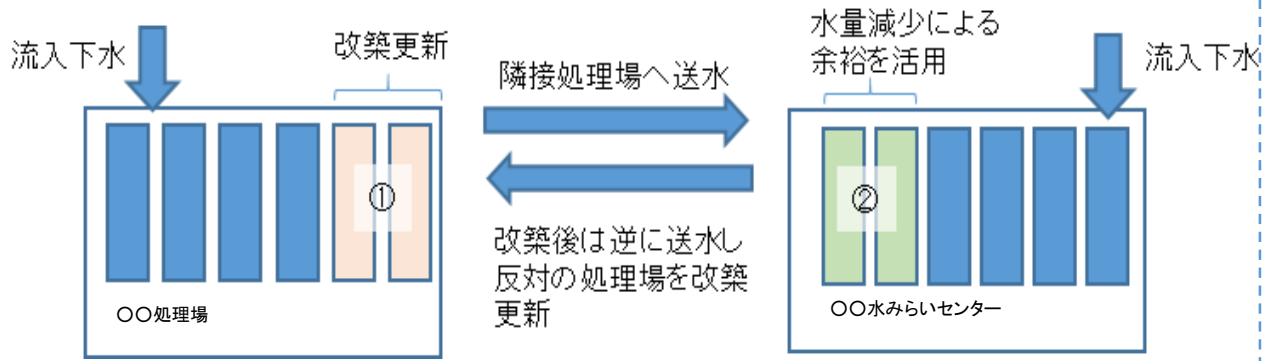 流入下水
改築更新
①
〇〇処理場
隣接処理場へ送水
改築後は逆に送水し
反対の処理場を改築
更新
水量減少による
余裕を活用
流入下水
②
〇〇水みらいセンター